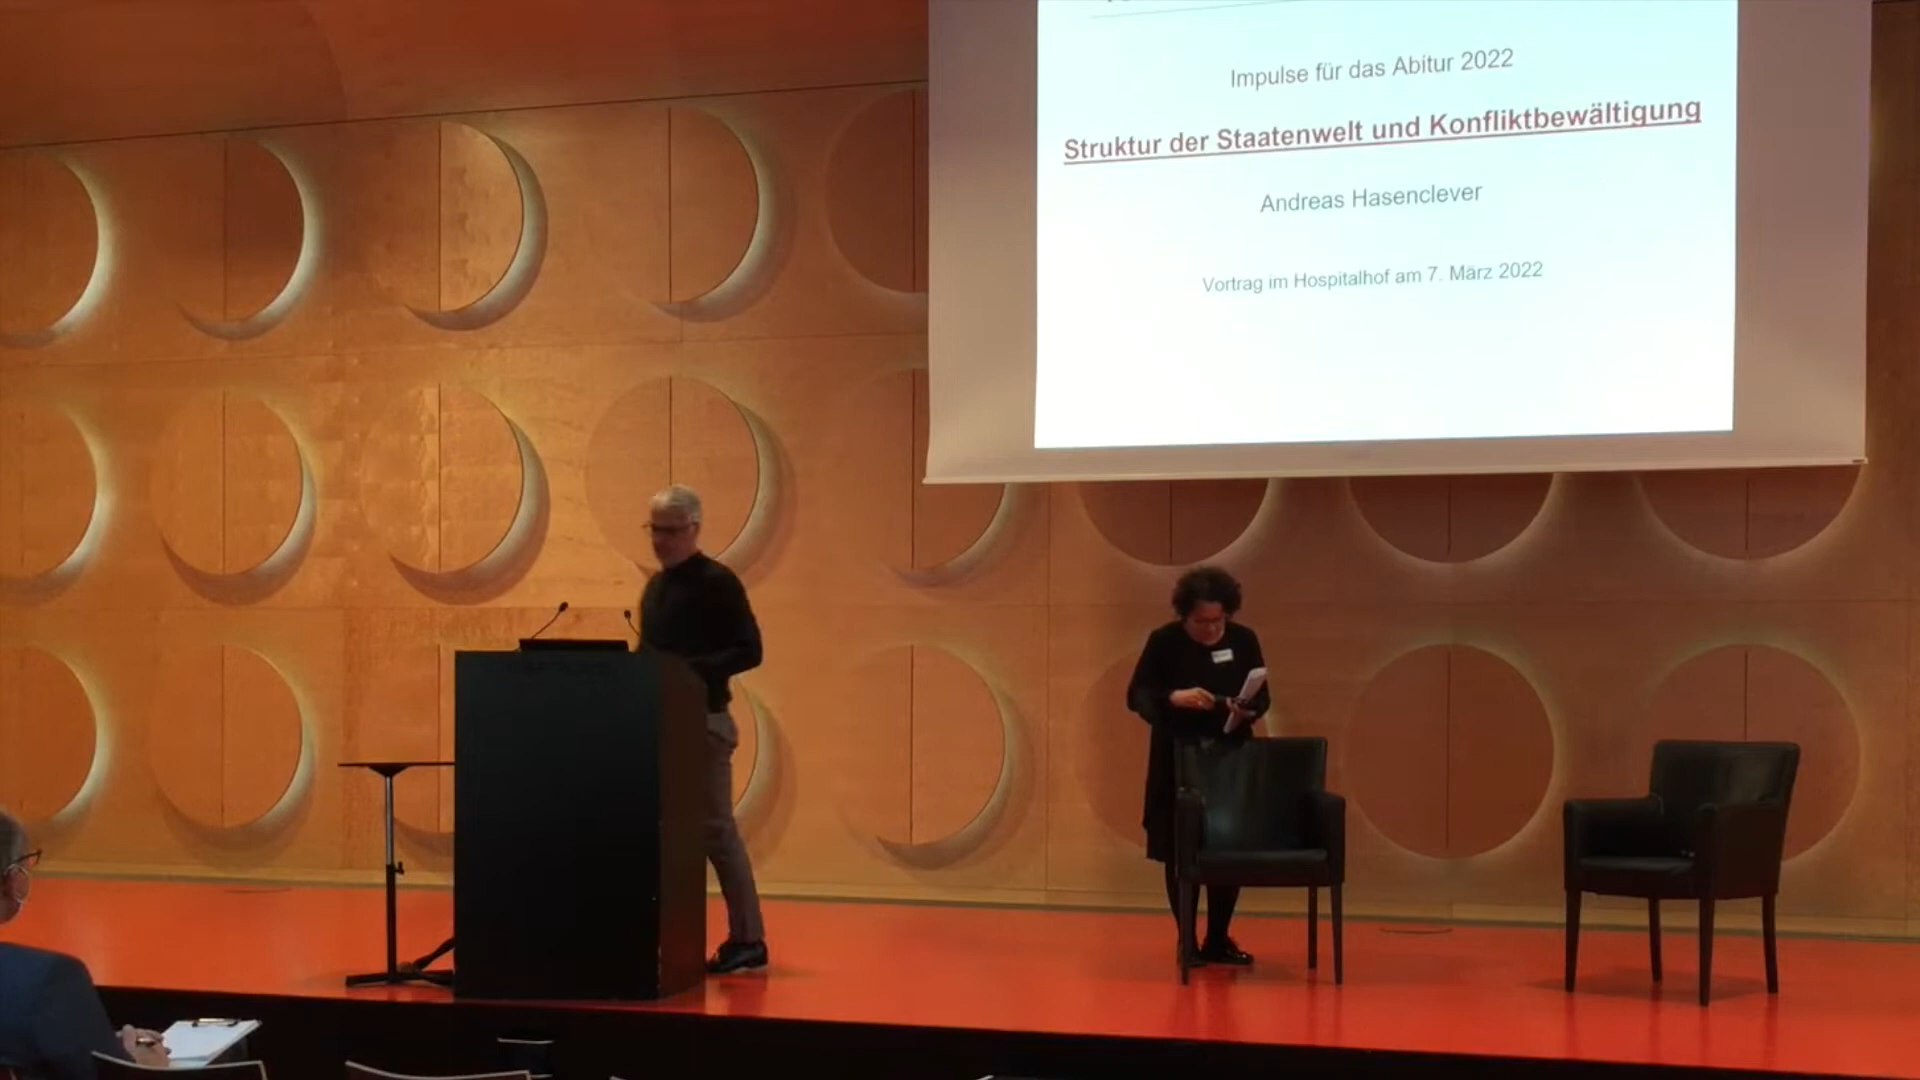 Impulse für das Abitur 2022
Struktur der Staatenwelt und Konfliktbewältigung
Andreas Hasenclever
Vortrag im Hospitalhof am 7. März 2022